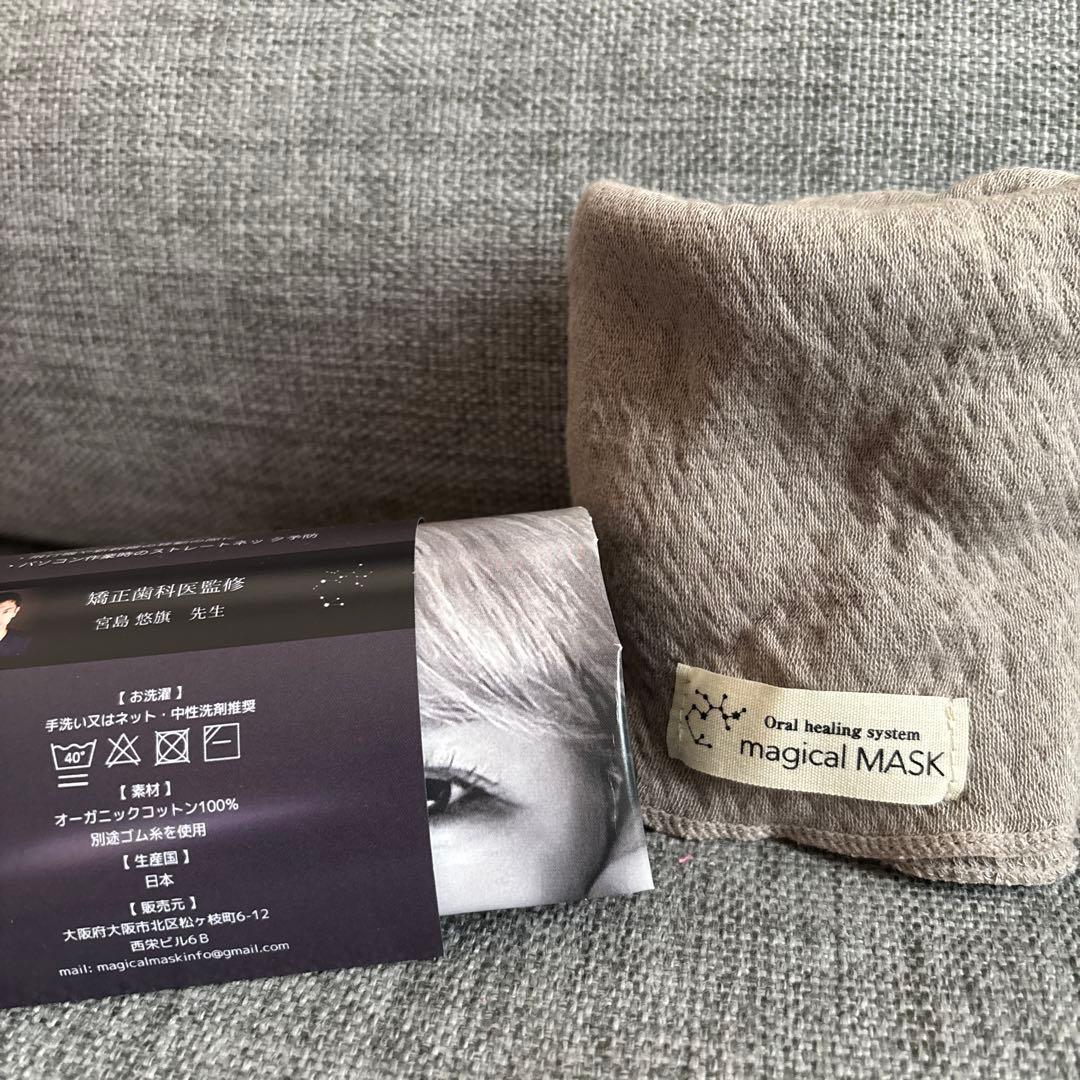 ・パソコン作業時のストレートネック予防
矯正歯科医監修
宮島 悠旗 先生
【 お洗濯 】
手洗い又はネット・中性洗剤推奨
40°
【 素材 】
オーガニックコットン100%
別途ゴム糸を使用
【 生産国 】
日本
【 販売元 】
大阪府大阪市北区松ヶ枝町6-12
西栄ビル6B
mail: magicalmaskinfo@gmail.com
Oral healing system
magical MASK